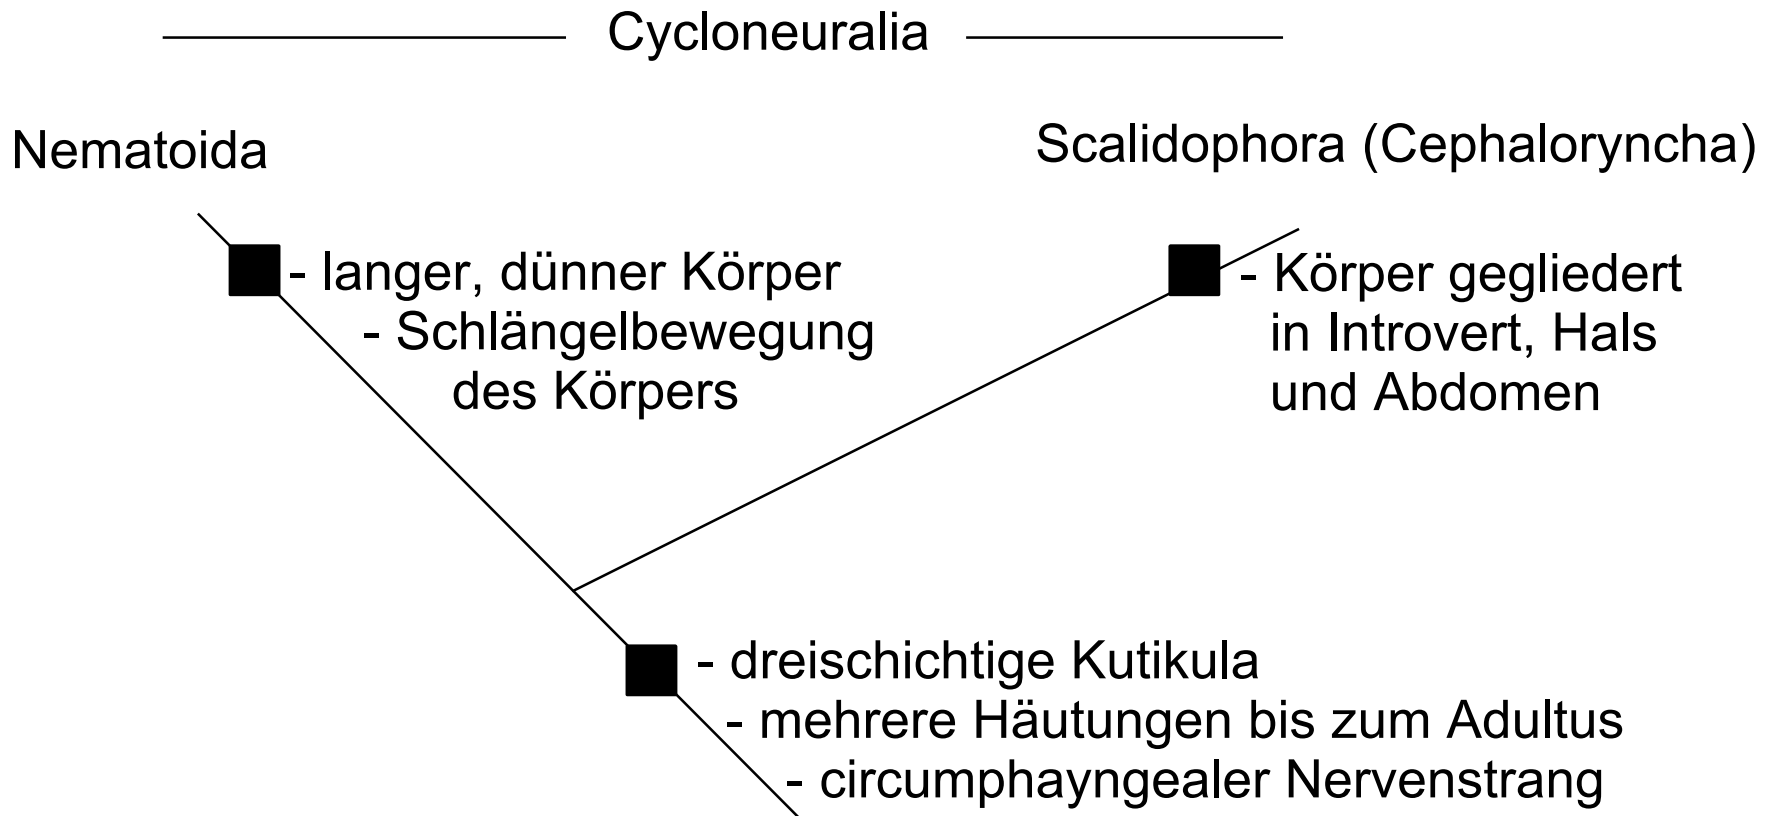 Cycloneuralia
Nematoida
Scalidophora (Cephaloryncha)
- langer, dünner Körper
- Schlängelbewegung
des Körpers
- Körper gegliedert
in Introvert, Hals
und Abdomen
- dreischichtige Kutikula
- mehrere Häutungen bis zum Adultus
- circumphayngealer Nervenstrang